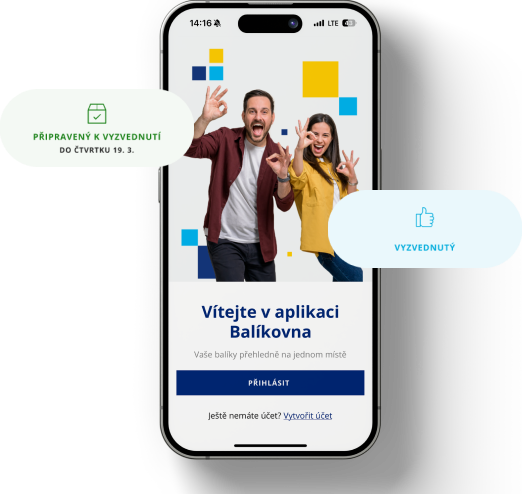 14:16
LTE
PŘIPRAVENÝ K VYZVEDNUTÍ
DO ČTVRTKU 19. 3.
VYZVEDNUTÝ
Vítejte v aplikaci
Balíkovna
Vaše balíky přehledně na jednom místě
PŘIHLÁSIT
Ještě nemáte účet? Vytvořit účet